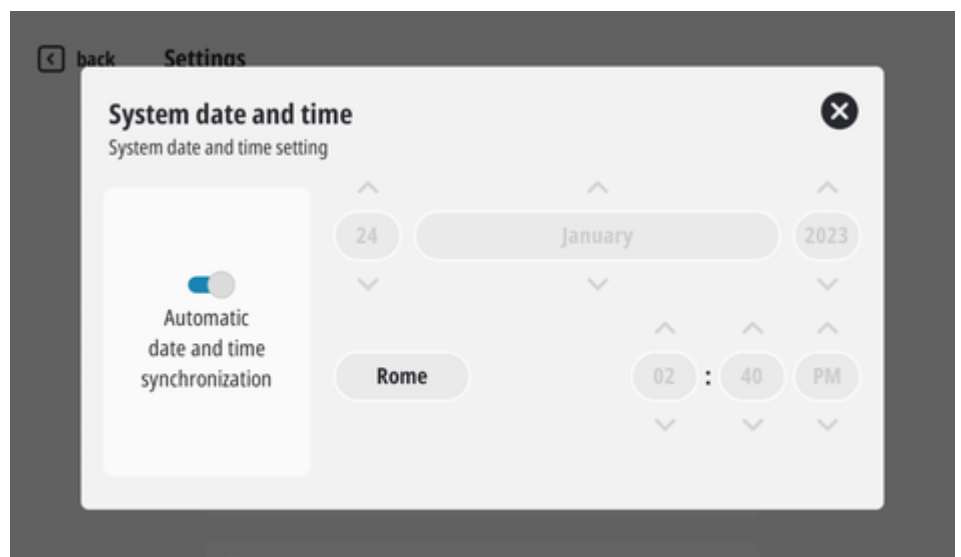 back Settings
System date and time
System date and time setting
24 January 2023
Automatic
date and time
synchronization
Rome 02 : 40 PM